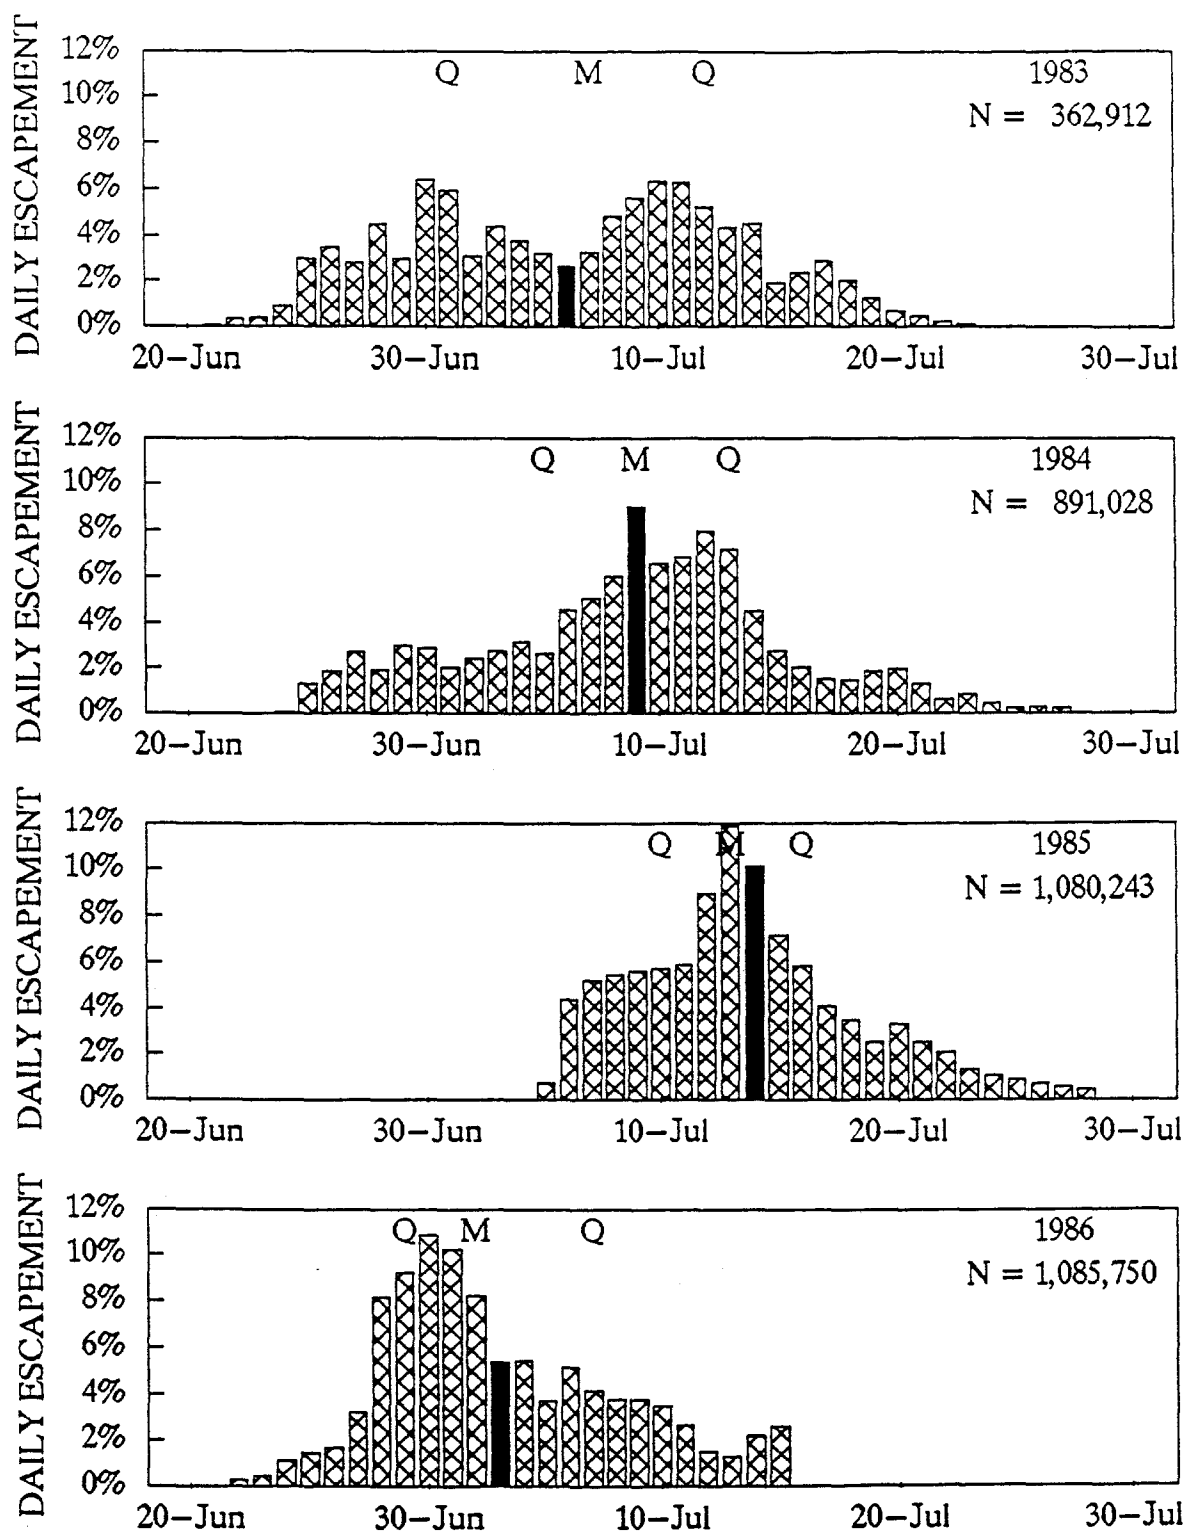 DAILY ESCAPEMENT
12%
10%
8%
6%
4%
2%
0%
Q M Q
1983
N = 362,912
20-Jun 30-Jun 10-Jul 20-Jul 30-Jul
DAILY ESCAPEMENT
12%
10%
8%
6%
4%
2%
0%
Q M Q
1984
N = 891,028
20-Jun 30-Jun 10-Jul 20-Jul 30-Jul
DAILY ESCAPEMENT
12%
10%
8%
6%
4%
2%
0%
Q M Q
1985
N = 1,080,243
20-Jun 30-Jun 10-Jul 20-Jul 30-Jul
DAILY ESCAPEMENT
12%
10%
8%
6%
4%
2%
0%
Q M Q
1986
N = 1,085,750
20-Jun 30-Jun 10-Jul 20-Jul 30-Jul